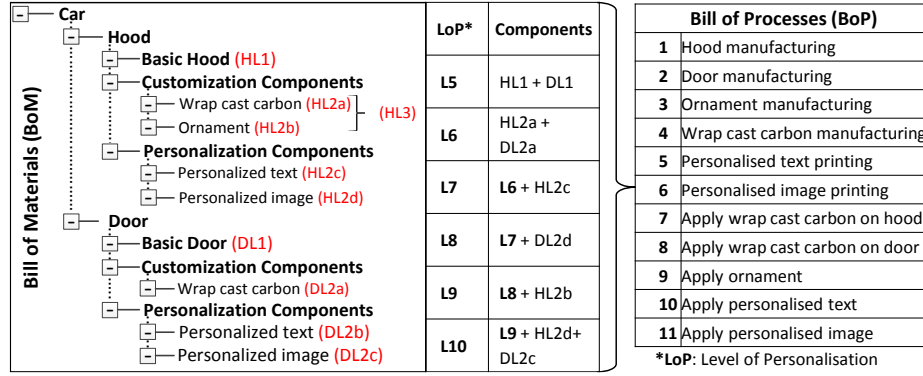 Bill of Materials (BoM)
Car
Hood
Basic Hood (HL1)
Customization Components
Wrap cast carbon (HL2a)
Ornament (HL2b)
(HL3)
Personalization Components
Personalized text (HL2c)
Personalized image (HL2d)
Door
Basic Door (DL1)
Customization Components
Wrap cast carbon (DL2a)
Personalization Components
Personalized text (DL2b)
Personalized image (DL2c)
LoP* Components
L5 HL1 + DL1
L6 HL2a +
DL2a
L7 L6 + HL2c
L8 L7 + DL2d
L9 L8 + HL2b
L10 L9 + HL2d+
DL2c
Bill of Processes (BoP)
1 Hood manufacturing
2 Door manufacturing
3 Ornament manufacturing
4 Wrap cast carbon manufacturing
5 Personalised text printing
6 Personalised image printing
7 Apply wrap cast carbon on hood
8 Apply wrap cast carbon on door
9 Apply ornament
10 Apply personalised text
11 Apply personalised image
*LoP: Level of Personalisation